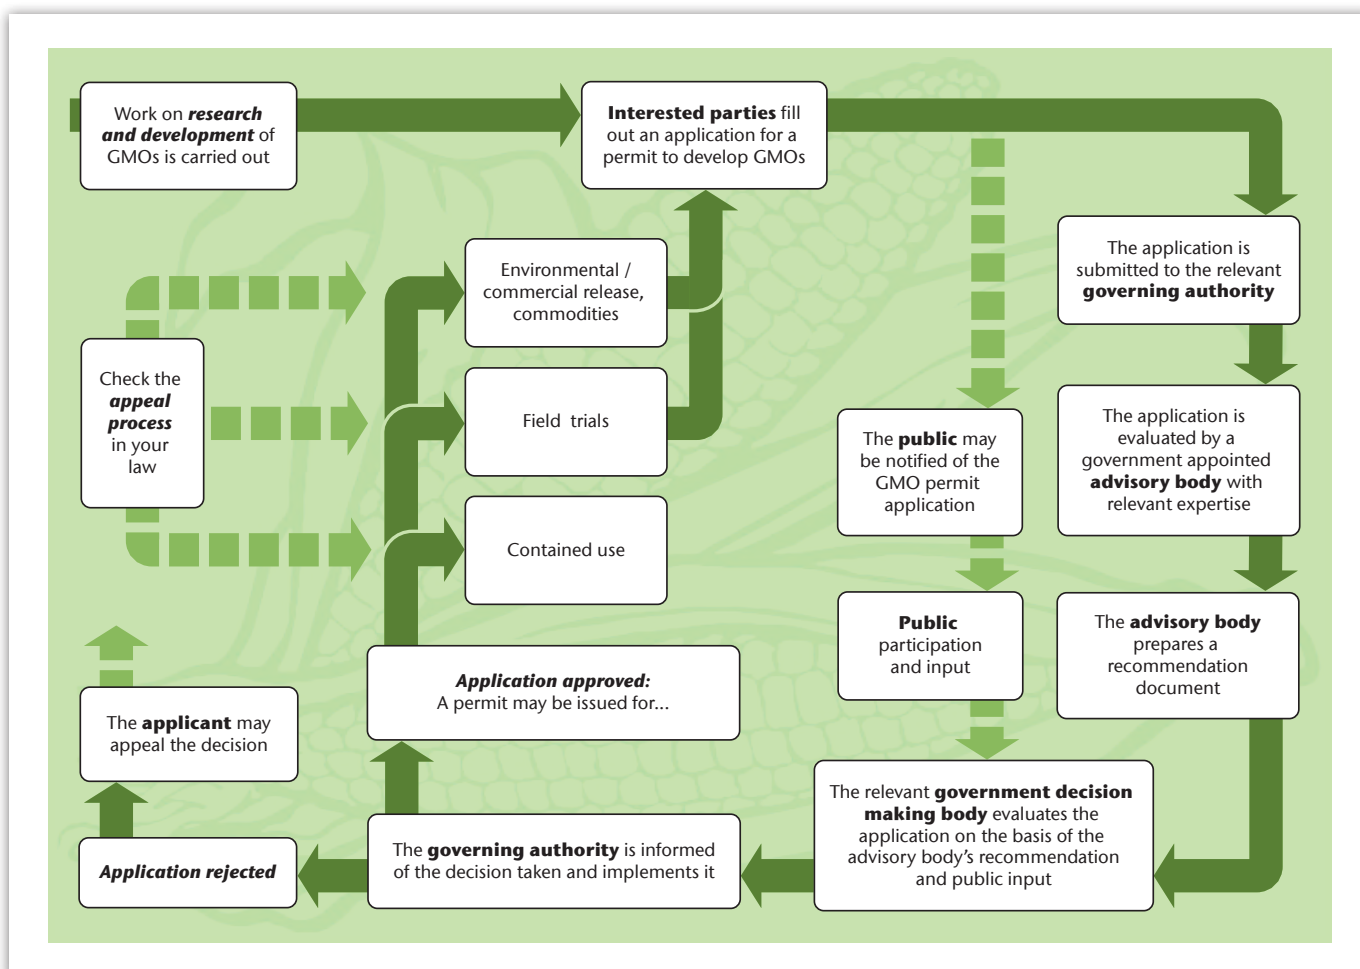 Work on research
and development of
GMOs is carried out
Interested parties fill
out an application for a
permit to develop GMOs
The application is
submitted to the relevant
governing authority
The application is
evaluated by a
government appointed
advisory body with
relevant expertise
The advisory body
prepares a
recommendation
document
The public may
be notified of the
GMO permit
application
Public
participation
and input
The relevant government decision
making body evaluates the
application on the basis of the
advisory body's recommendation
and public input
The governing authority is informed
of the decision taken and implements it
Application approved:
A permit may be issued for...
Contained use
Field trials
Environmental /
commercial release,
commodities
Application rejected
The applicant may
appeal the decision
Check the
appeal
process
in your
law